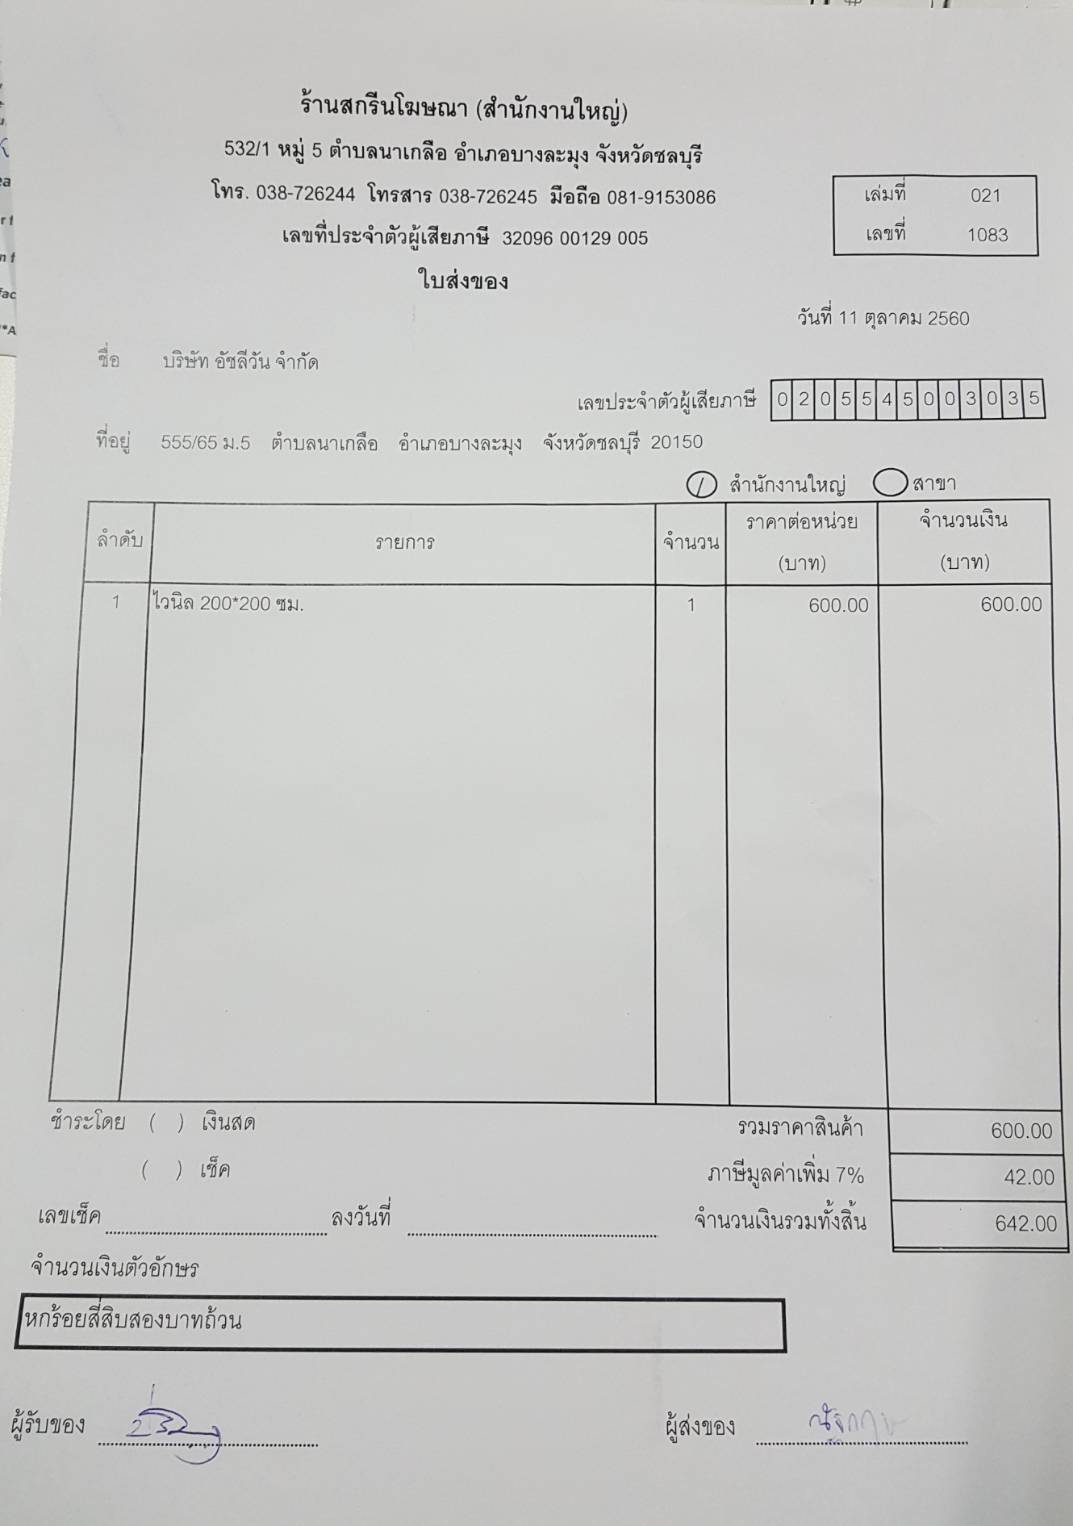 ร้านสกรีนโฆษณา (สำนักงานใหญ่)
532/1 หมู่ 5 ตำบลนาเกลือ อำเภอบางละมุง จังหวัดชลบุรี
โทร. 038-726244 โทรสาร 038-726245 มือถือ 081-9153086
เลขที่ประจำตัวผู้เสียภาษี 32096 00129 005
เล่มที่ 021
เลขที่ 1083
ใบส่งของ
วันที่ 11 ตุลาคม 2560
ชื่อ บริษัท อัชลีวัน จำกัด
เลขประจำตัวผู้เสียภาษี 0205545003035
ที่อยู่ 555/65 ม.5 ตำบลนาเกลือ อำเภอบางละมุง จังหวัดชลบุรี 20150
(/) สำนักงานใหญ่ สาขา
ลำดับ รายการ จำนวน ราคาต่อหน่วย (บาท) จำนวนเงิน (บาท)
1 ไวนิล 200*200 ซม. 1 600.00 600.00
ชำระโดย ( ) เงินสด รวมราคาสินค้า 600.00
( ) เช็ค ภาษีมูลค่าเพิ่ม 7% 42.00
เลขเช็ค ลงวันที่ จำนวนเงินรวมทั้งสิ้น 642.00
จำนวนเงินตัวอักษร
หกร้อยสี่สิบสองบาทถ้วน
ผู้รับของ ผู้ส่งของ